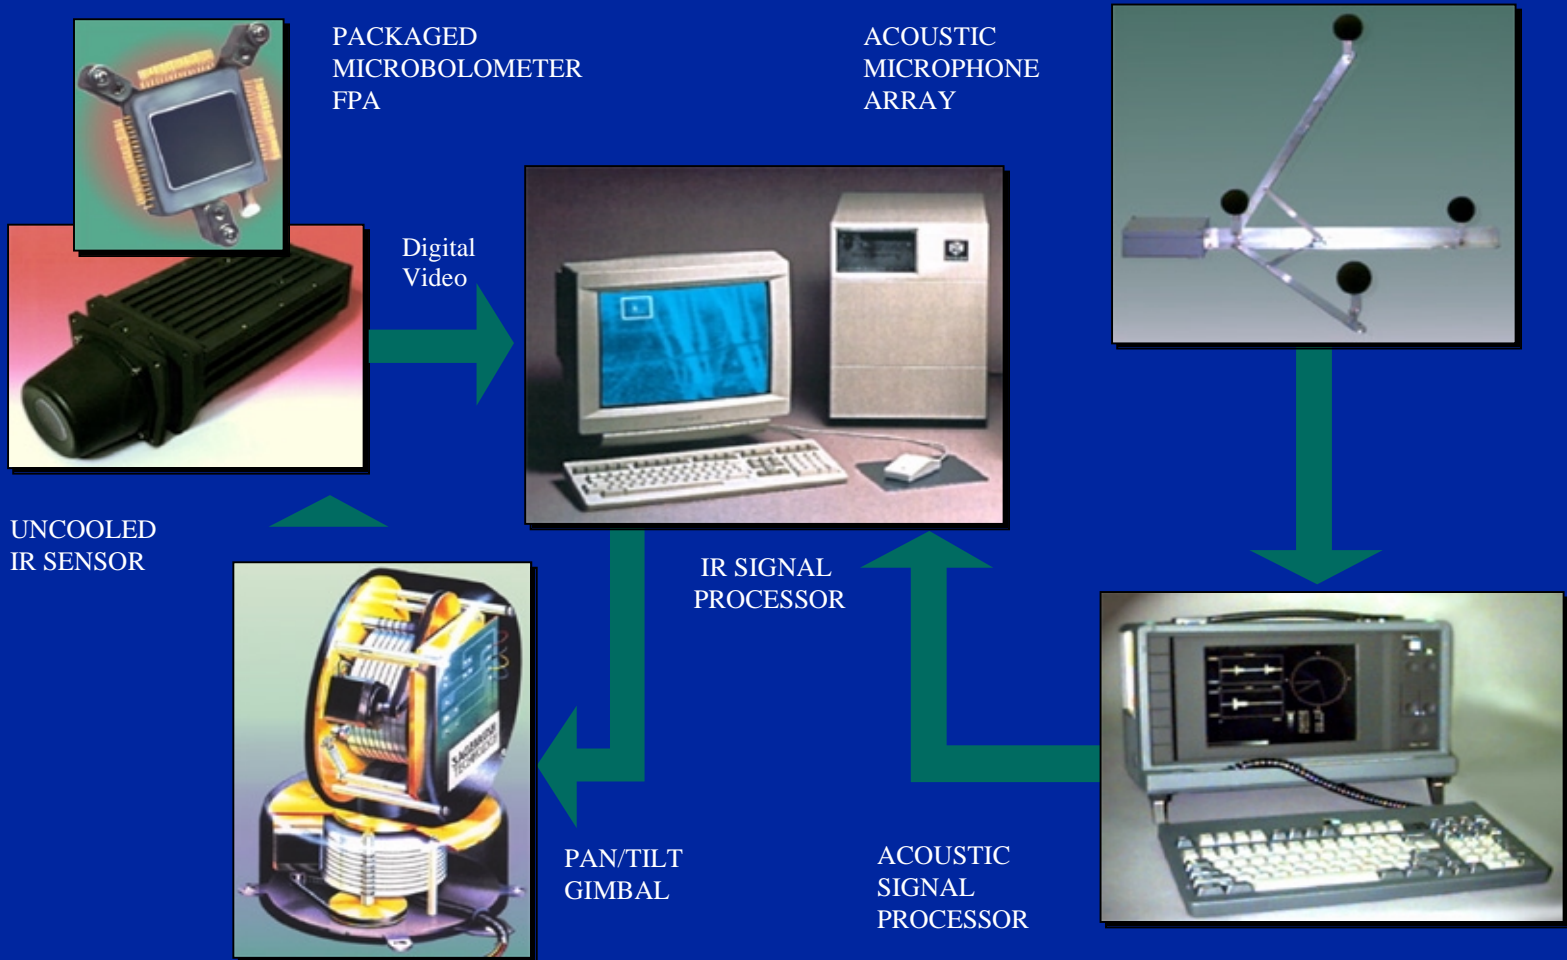 PACKAGED
MICROBOLOMETER
FPA
ACOUSTIC
MICROPHONE
ARRAY
Digital
Video
UNCOOLED
IR SENSOR
IR SIGNAL
PROCESSOR
PAN/TILT
GIMBAL
ACOUSTIC
SIGNAL
PROCESSOR